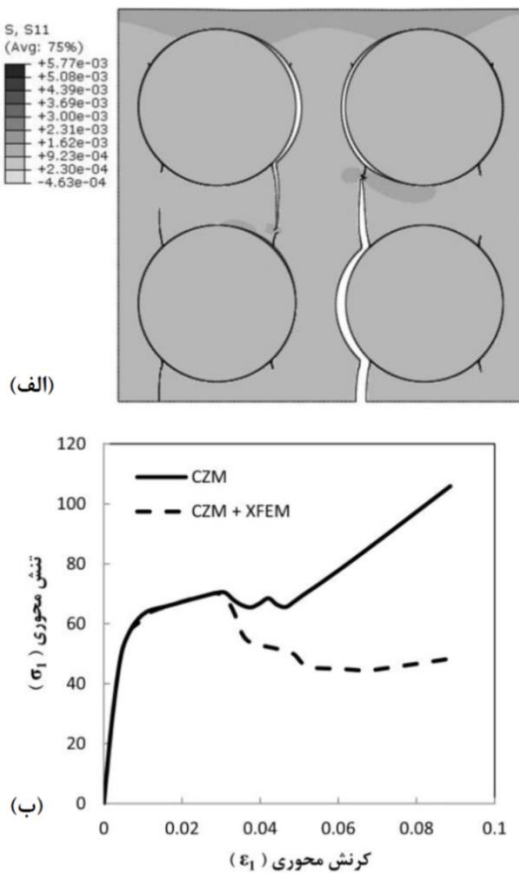 S, S11
(Avg: 75%)
+5.77e-03
+5.08e-03
+4.39e-03
+3.69e-03
+3.00e-03
+2.31e-03
+1.62e-03
+9.23e-04
+2.30e-04
-4.63e-04
(الف)
120
100
80
60
40
20
0
CZM
CZM + XFEM
تنش محوری (σ₁)
(ب)
0 0.02 0.04 0.06 0.08 0.1
کرنش محوری (ε₁)